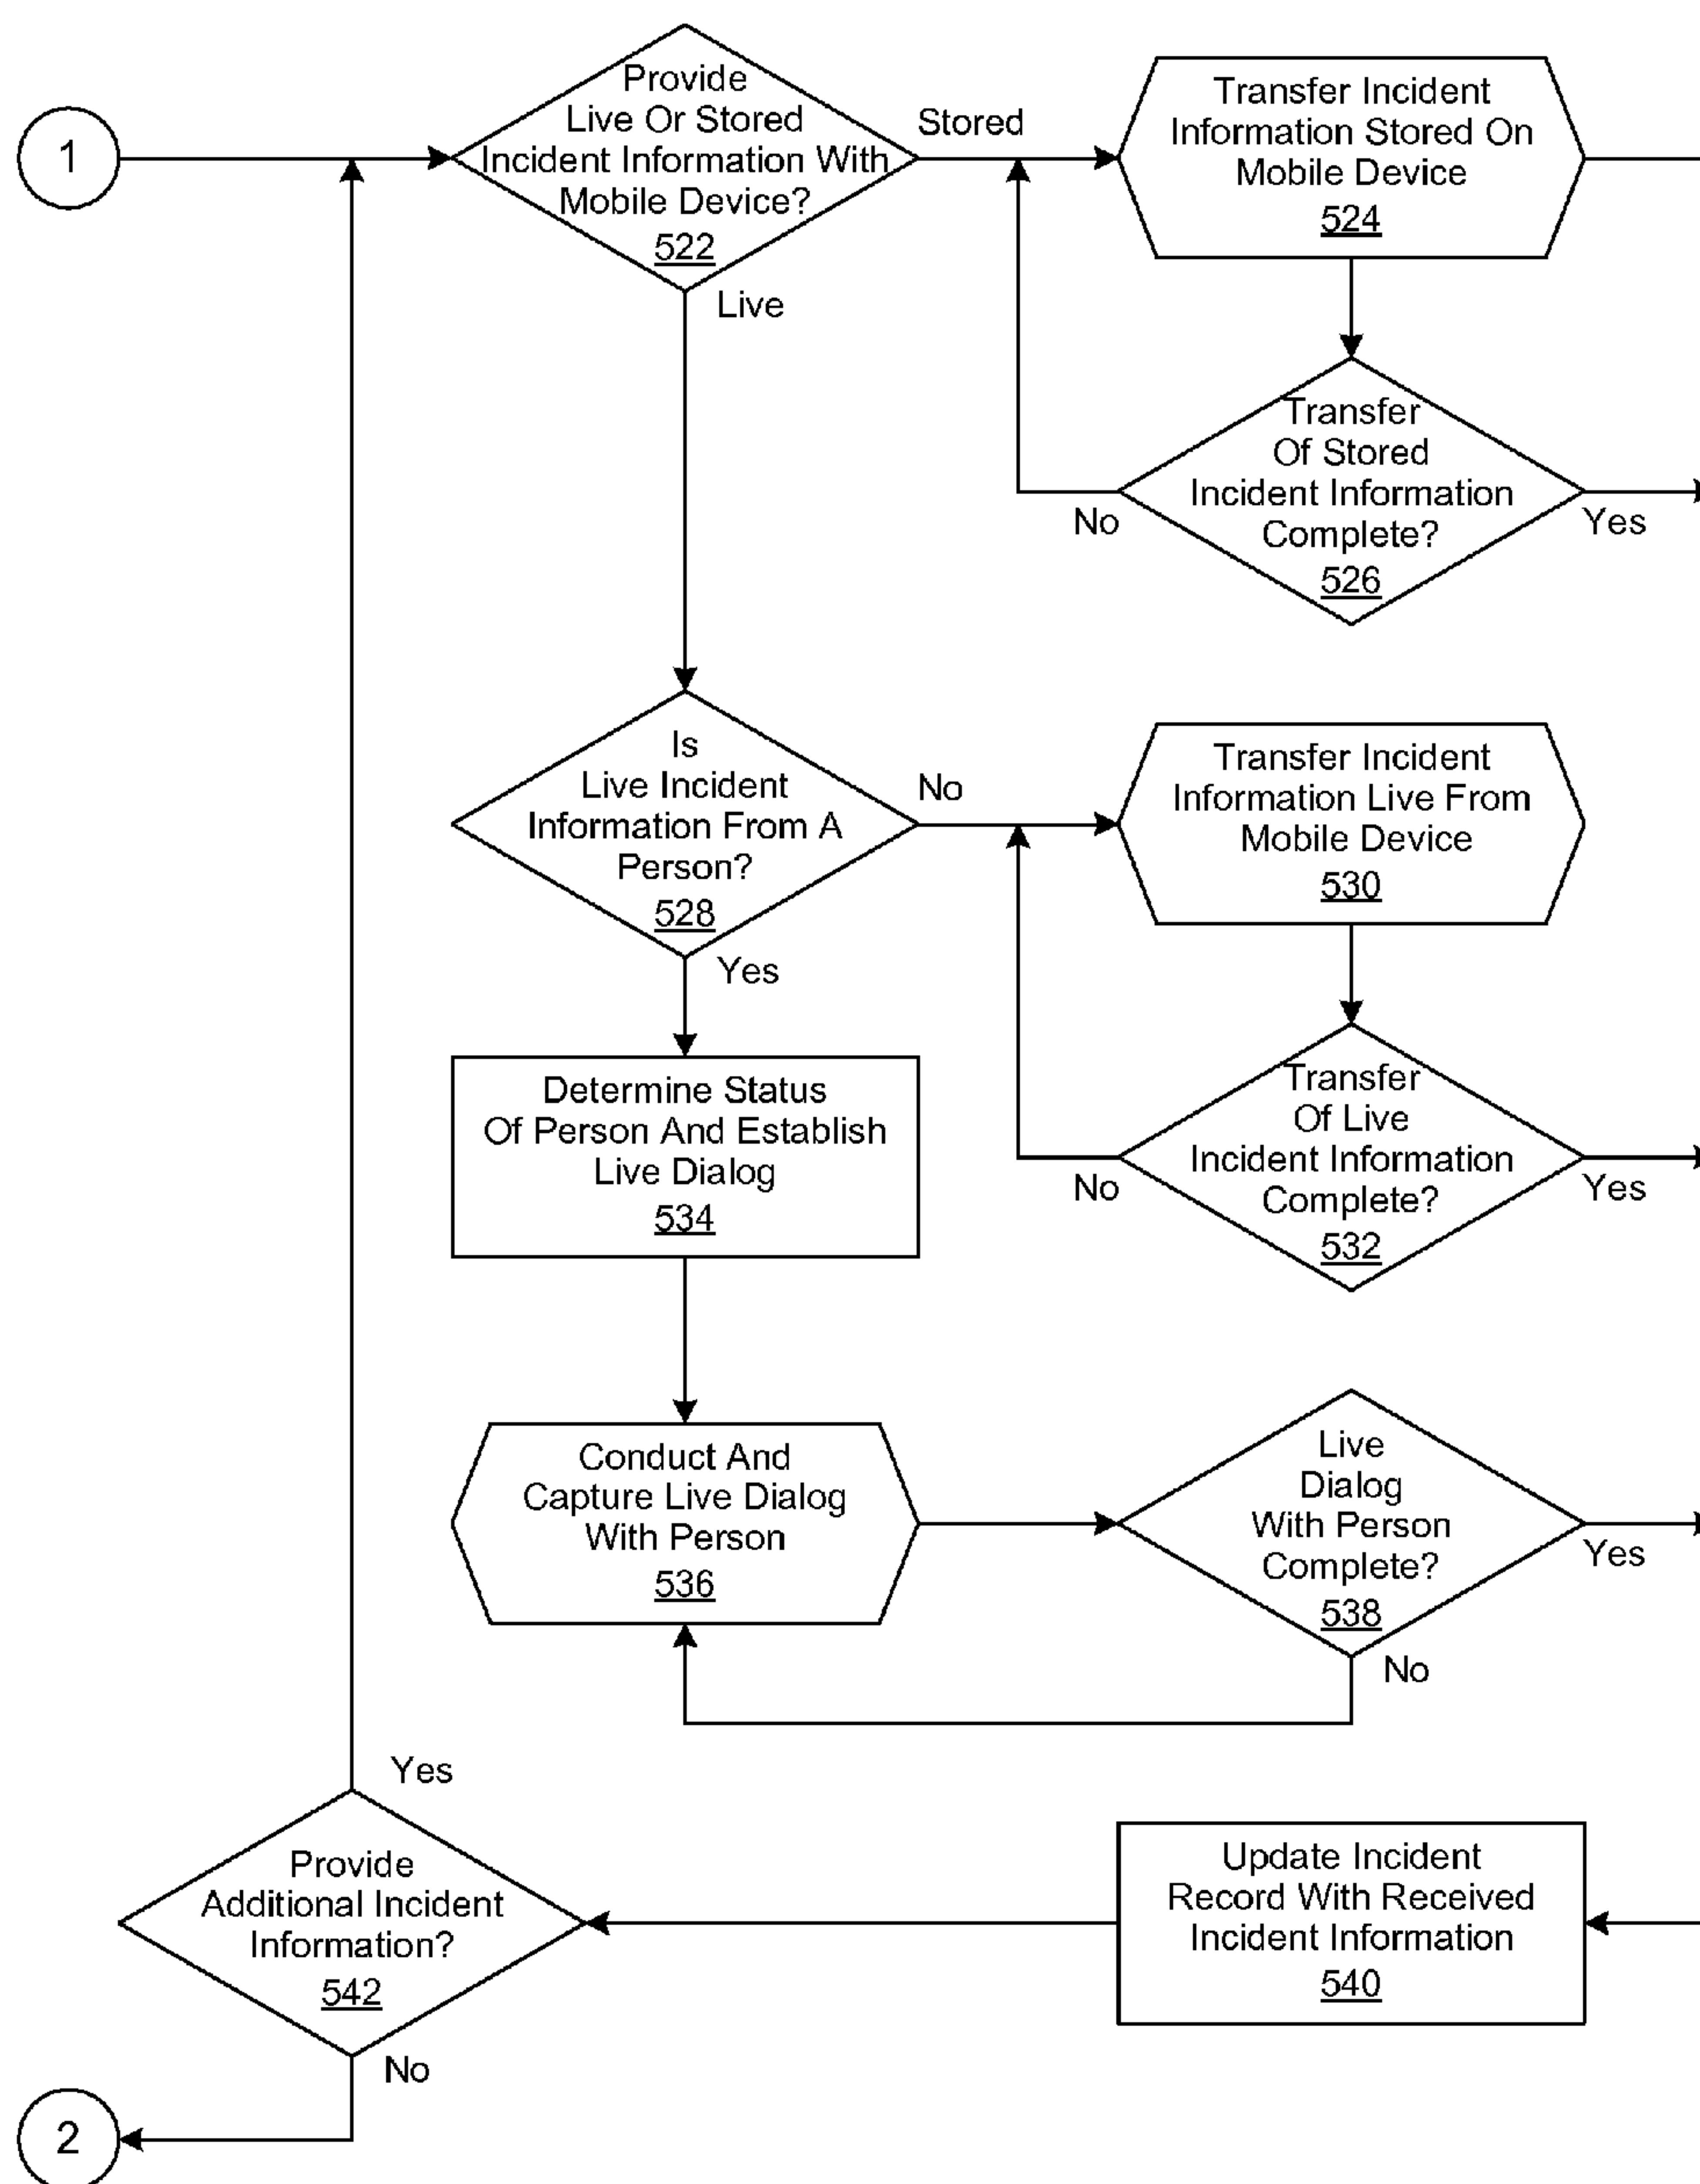 1
Provide
Live Or Stored
Incident Information With
Mobile Device?
522
Stored
Live
Transfer Incident
Information Stored On
Mobile Device
524
Transfer
Of Stored
Incident Information
Complete?
526
No
Yes
Is
Live Incident
Information From A
Person?
528
No
Yes
Transfer Incident
Information Live From
Mobile Device
530
Transfer
Of Live
Incident Information
Complete?
532
No
Yes
Determine Status
Of Person And Establish
Live Dialog
534
Conduct And
Capture Live Dialog
With Person
536
Live
Dialog
With Person
Complete?
538
Yes
No
Update Incident
Record With Received
Incident Information
540
Yes
Provide
Additional Incident
Information?
542
No
2